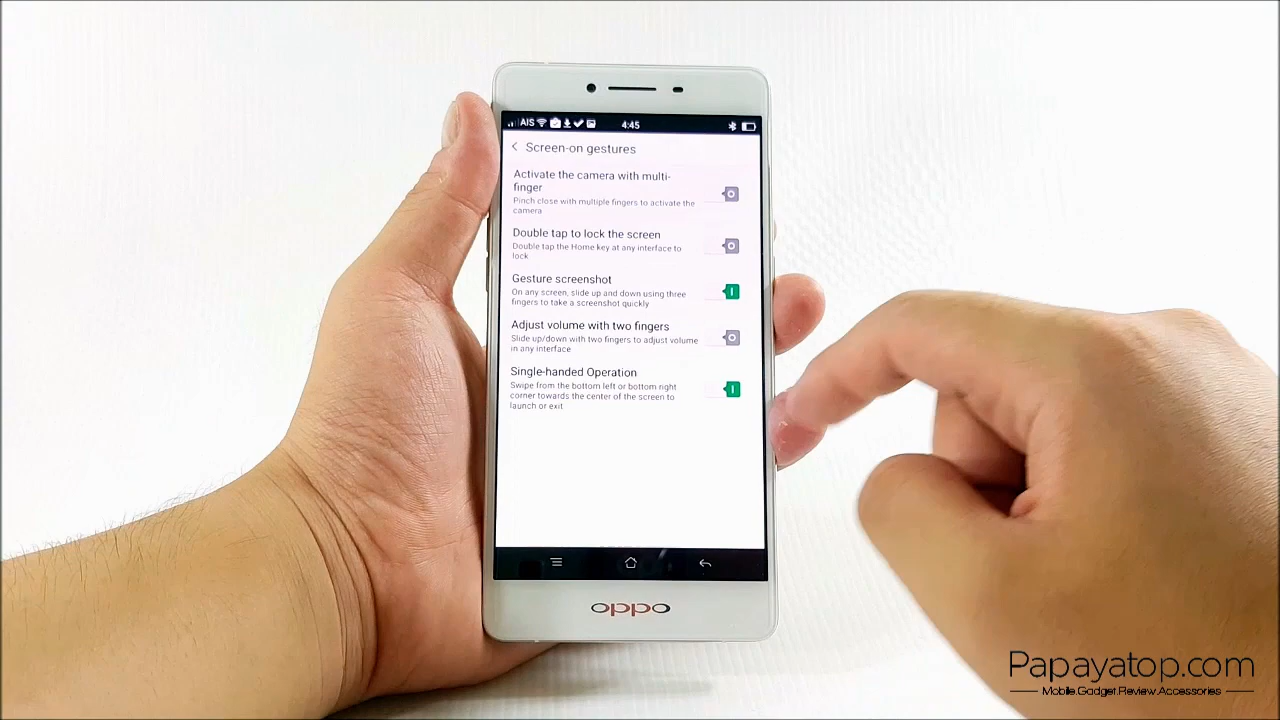 AIS
4:45
Screen-on gestures
Activate the camera with multi-
finger
Pinch close with multiple fingers to activate the
camera
Double tap to lock the screen
Double tap the Home key at any interface to
lock
Gesture screenshot
On any screen, slide up and down using three
fingers to take a screenshot quickly
Adjust volume with two fingers
Slide up/down with two fingers to adjust volume
in any interface
Single-handed Operation
Swipe from the bottom left or bottom right
corner towards the center of the screen to
launch or exit
oppo
Papayatop.com
Mobile.Gadget.Review.Accessories